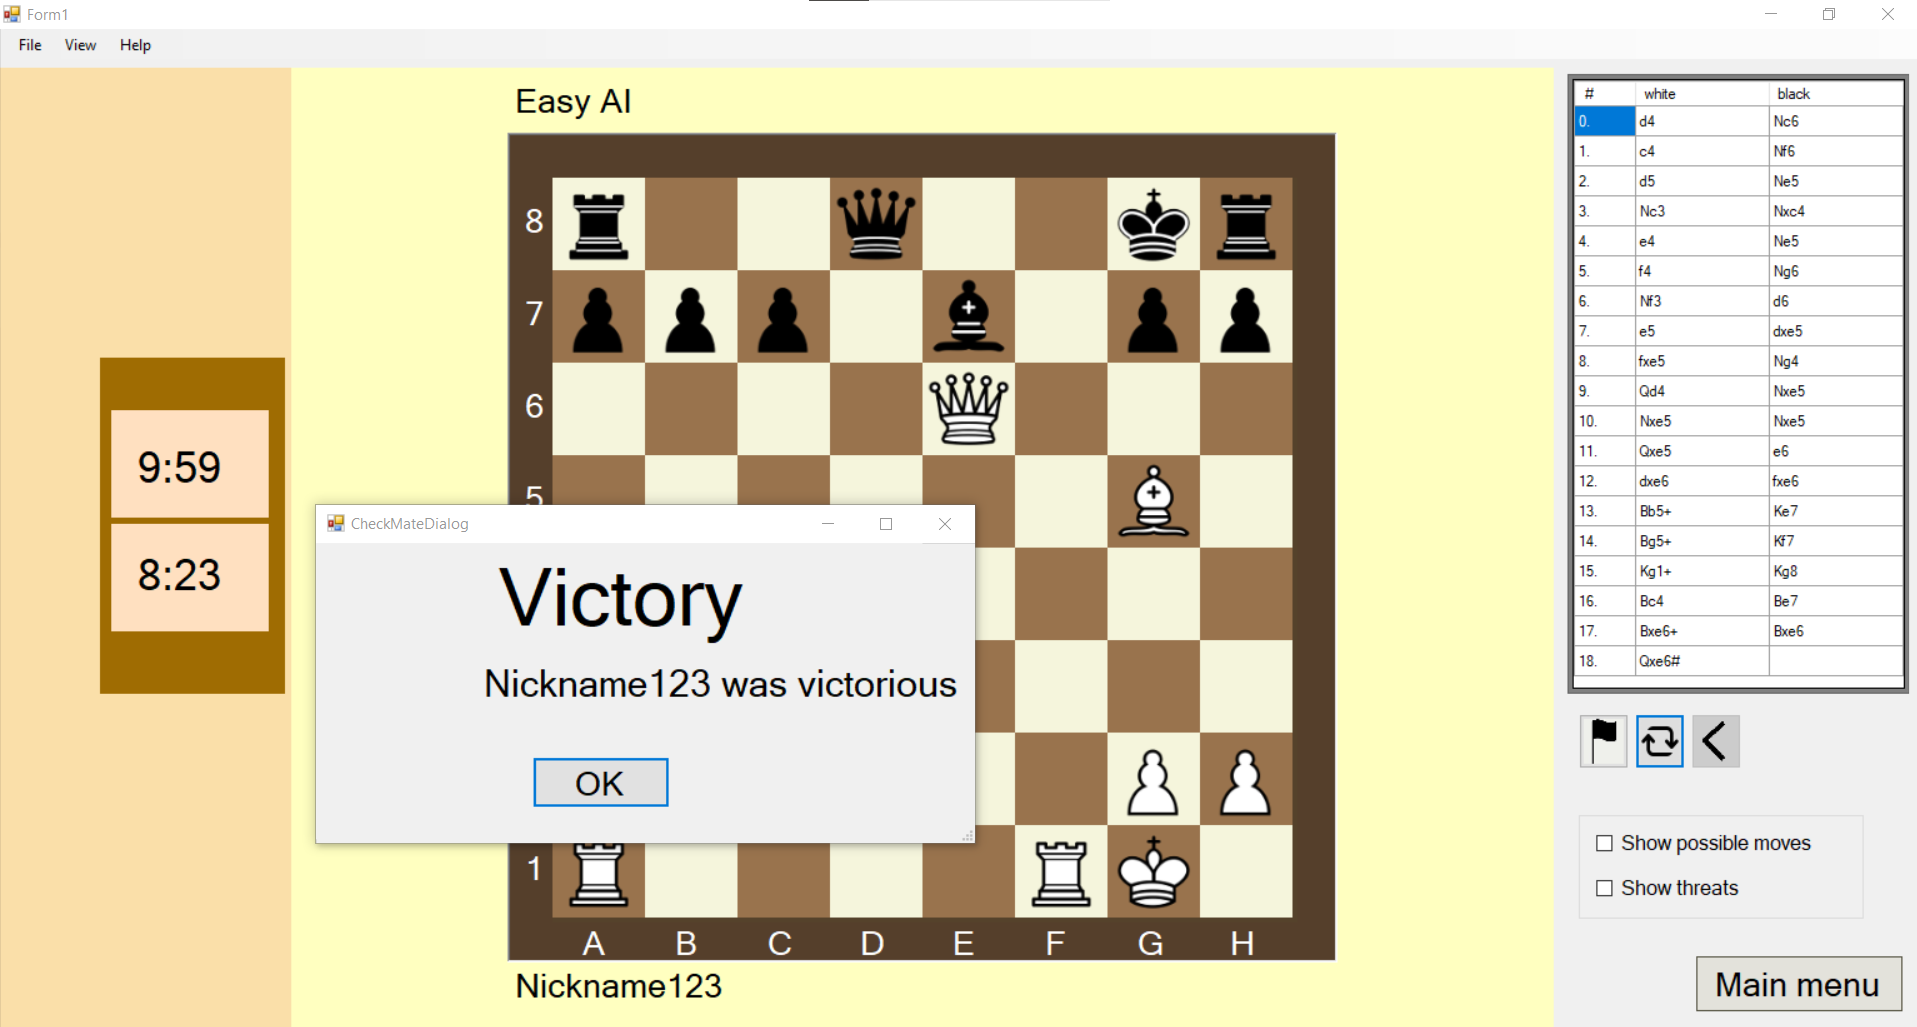 Form1
File View Help
Easy AI
8
7
6
5
1
A B C D E F G H
Nickname123
9:59
8:23
CheckMateDialog
Victory
Nickname123 was victorious
OK
# white black
0. d4 Nc6
1. c4 Nf6
2. d5 Ne5
3. Nc3 Nxc4
4. e4 Ne5
5. f4 Ng6
6. Nf3 d6
7. e5 dxe5
8. fxe5 Ng4
9. Qd4 Nxe5
10. Nxe5 Nxe5
11. Qxe5 e6
12. dxe6 fxe6
13. Bb5+ Ke7
14. Bg5+ Kf7
15. Kg1+ Kg8
16. Bc4 Be7
17. Bxe6+ Bxe6
18. Qxe6#
Show possible moves
Show threats
Main menu